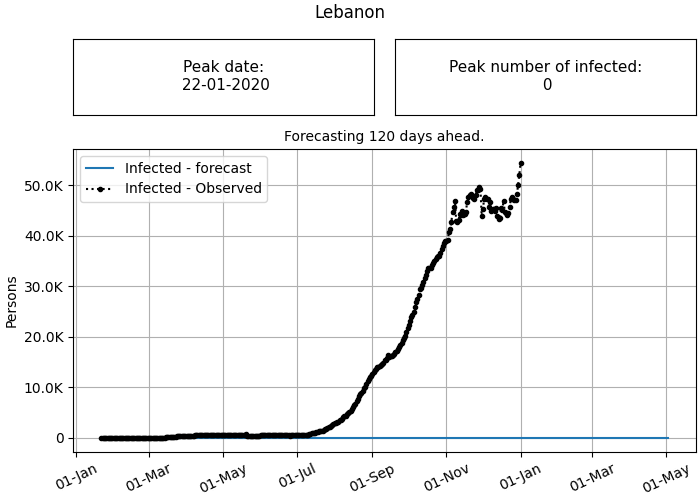 Lebanon
Peak date:
22-01-2020
Peak number of infected:
0
Forecasting 120 days ahead.
Infected - forecast
Infected - Observed
Persons
50.0K
40.0K
30.0K
20.0K
10.0K
0
01-Jan
01-Mar
01-May
01-Jul
01-Sep
01-Nov
01-Jan
01-Mar
01-May